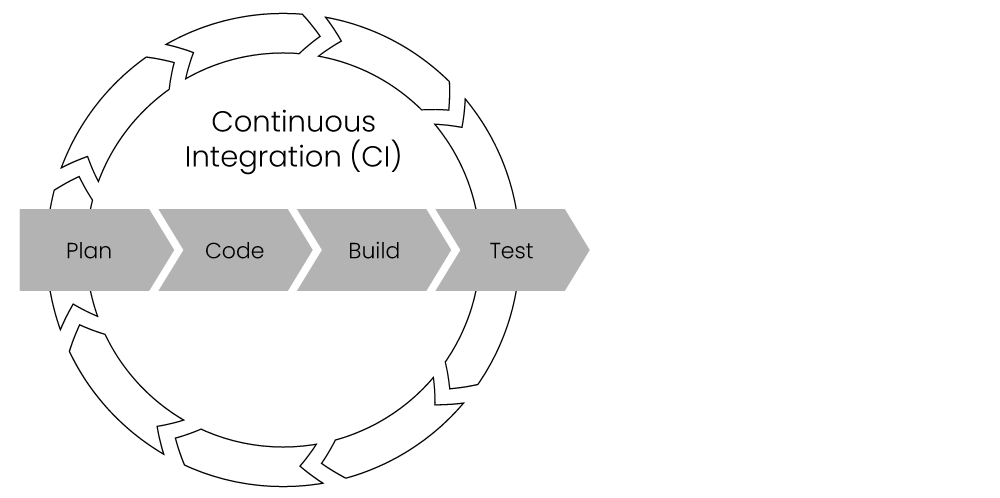 Continuous
Integration (CI)
Plan
Code
Build
Test